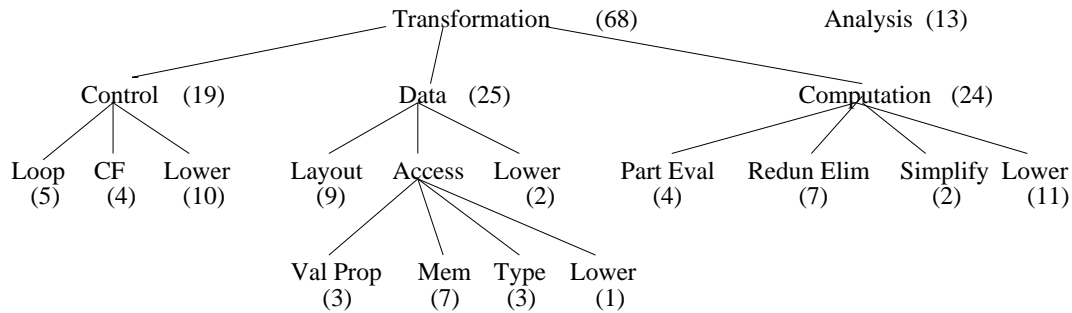 Transformation (68) Analysis (13)
Control (19) Data (25) Computation (24)
Loop CF Lower Layout Access Lower Part Eval Redun Elim Simplify Lower
(5) (4) (10) (9) (2) (4) (7) (2) (11)
Val Prop Mem Type Lower
(3) (7) (3) (1)